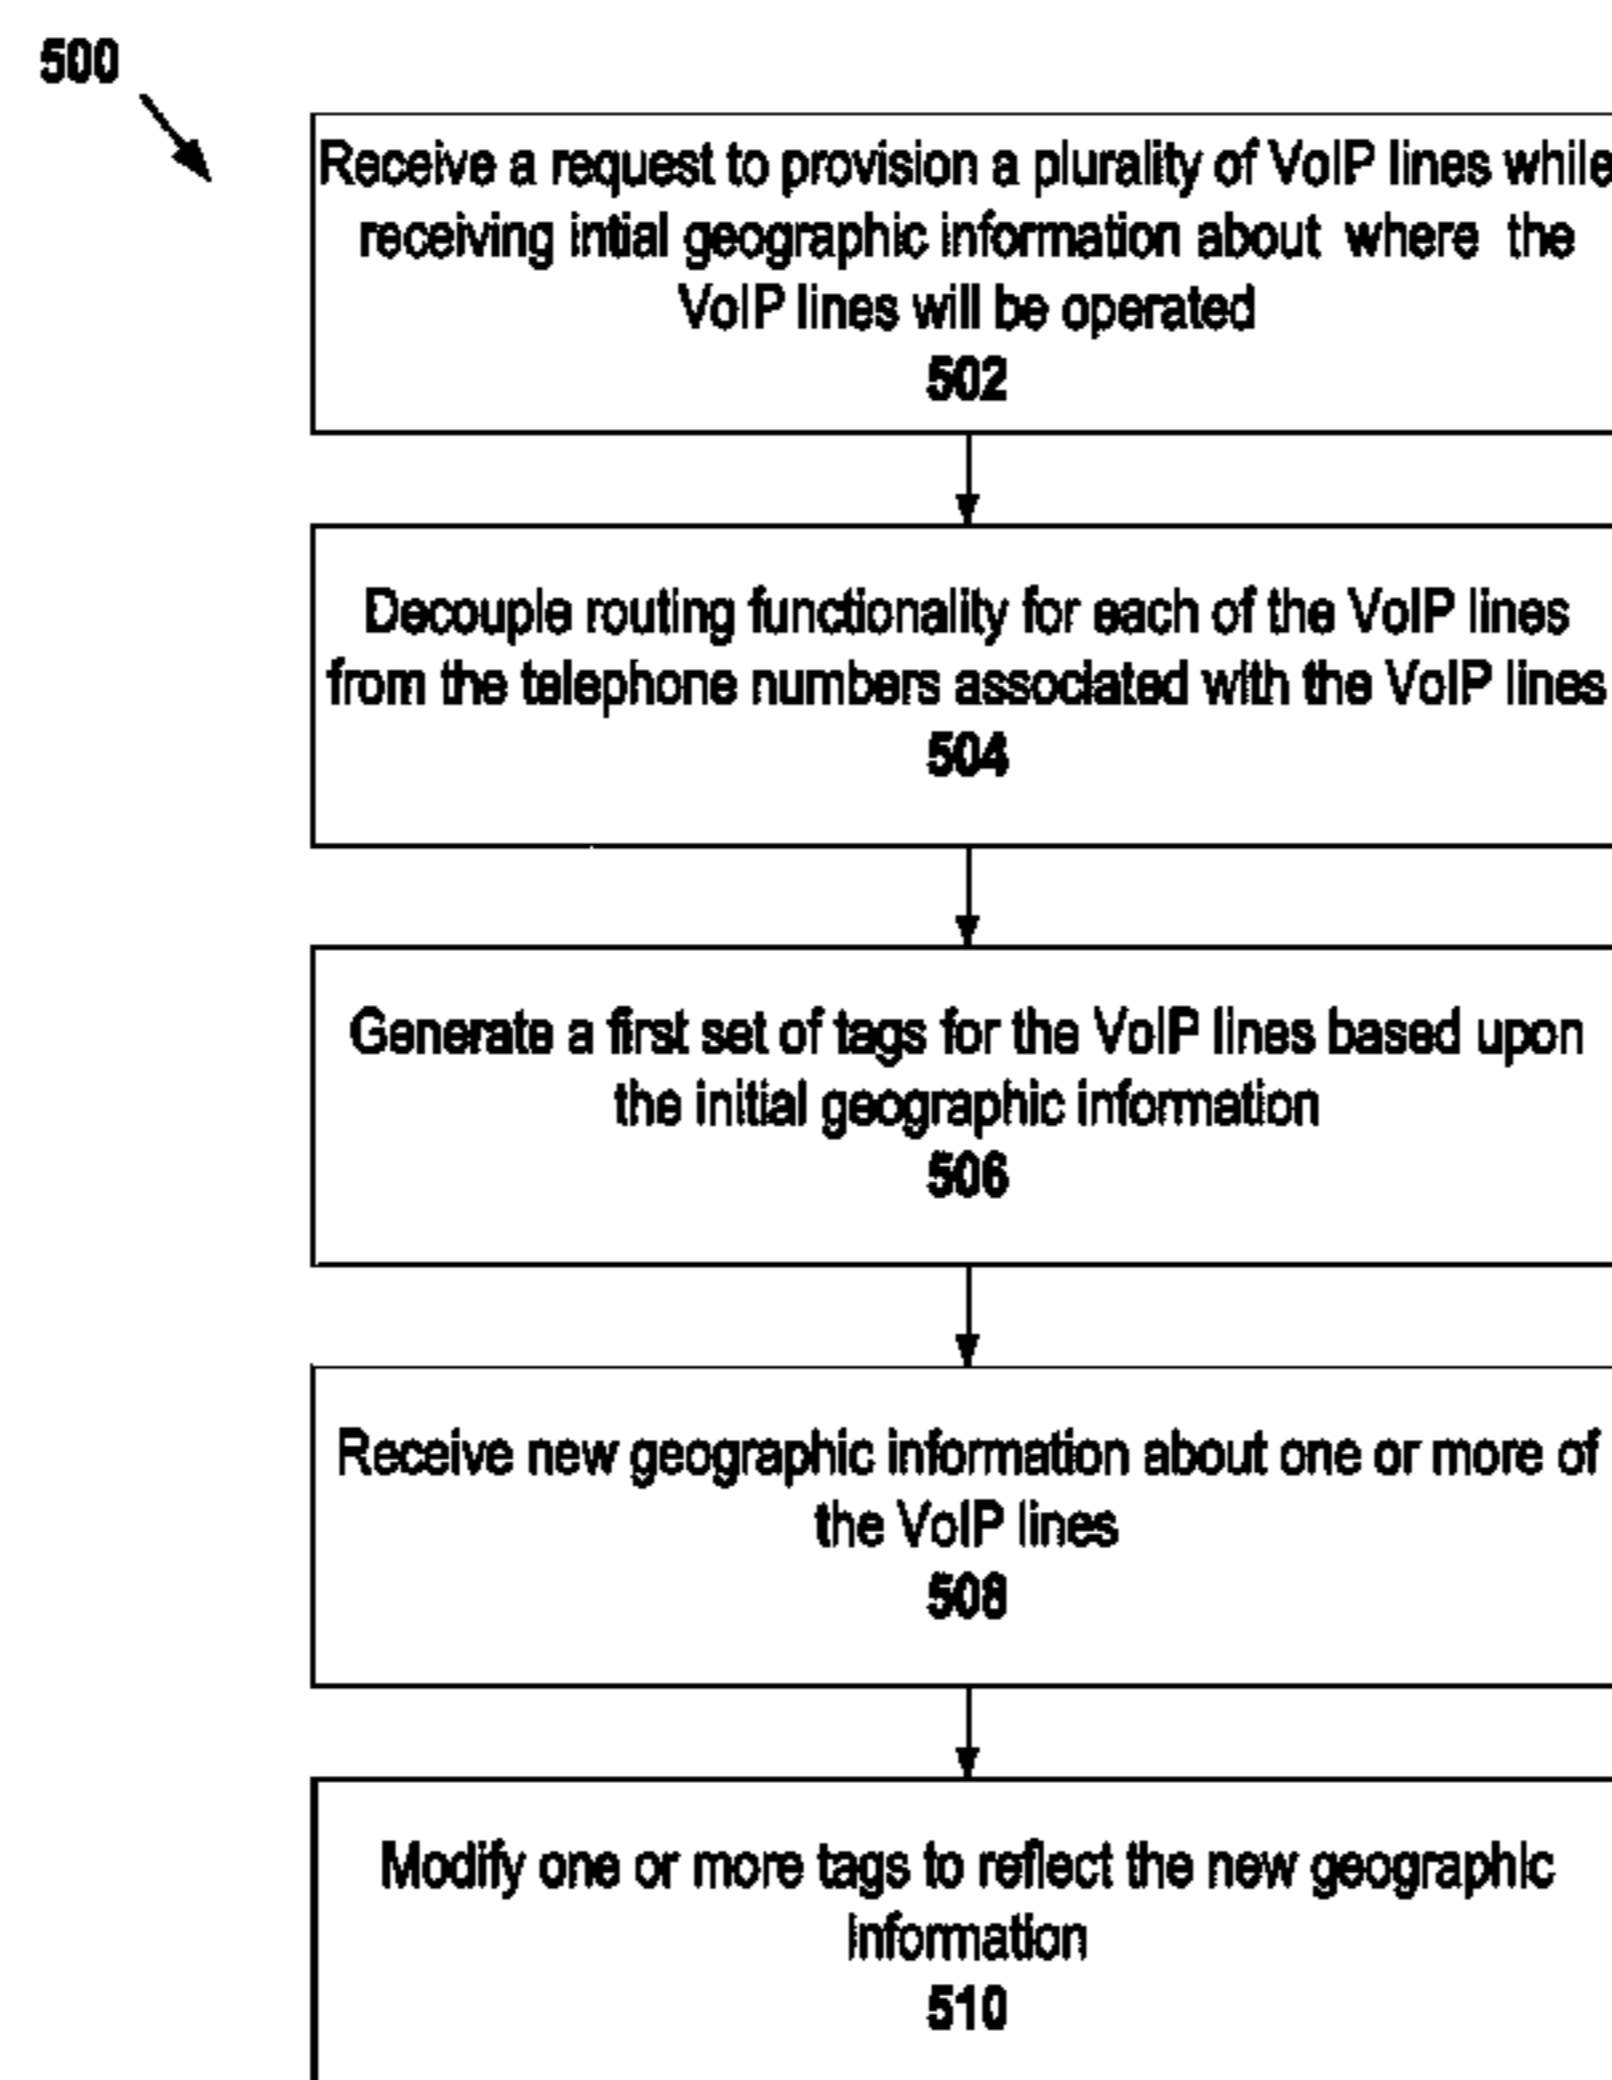 500
Receive a request to provision a plurality of VoIP lines while
receiving intial geographic information about where the
VoIP lines will be operated
502
Decouple routing functionality for each of the VoIP lines
from the telephone numbers associated with the VoIP lines
504
Generate a first set of tags for the VoIP lines based upon
the initial geographic information
506
Receive new geographic information about one or more of
the VoIP lines
508
Modify one or more tags to reflect the new geographic
information
510